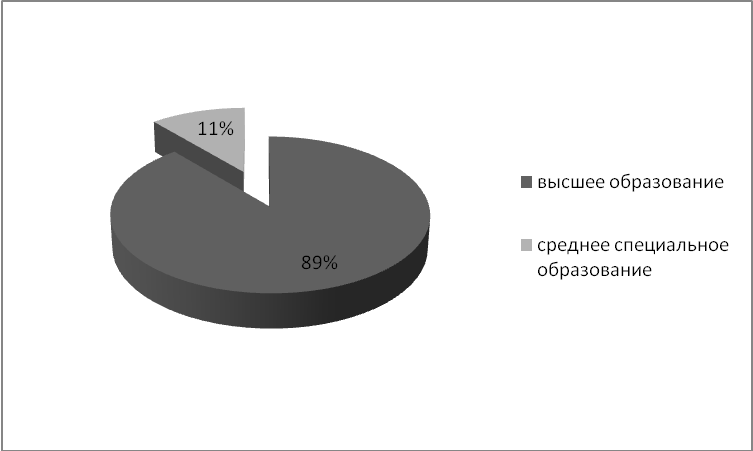 11%
89%
высшее образование
среднее специальное
образование